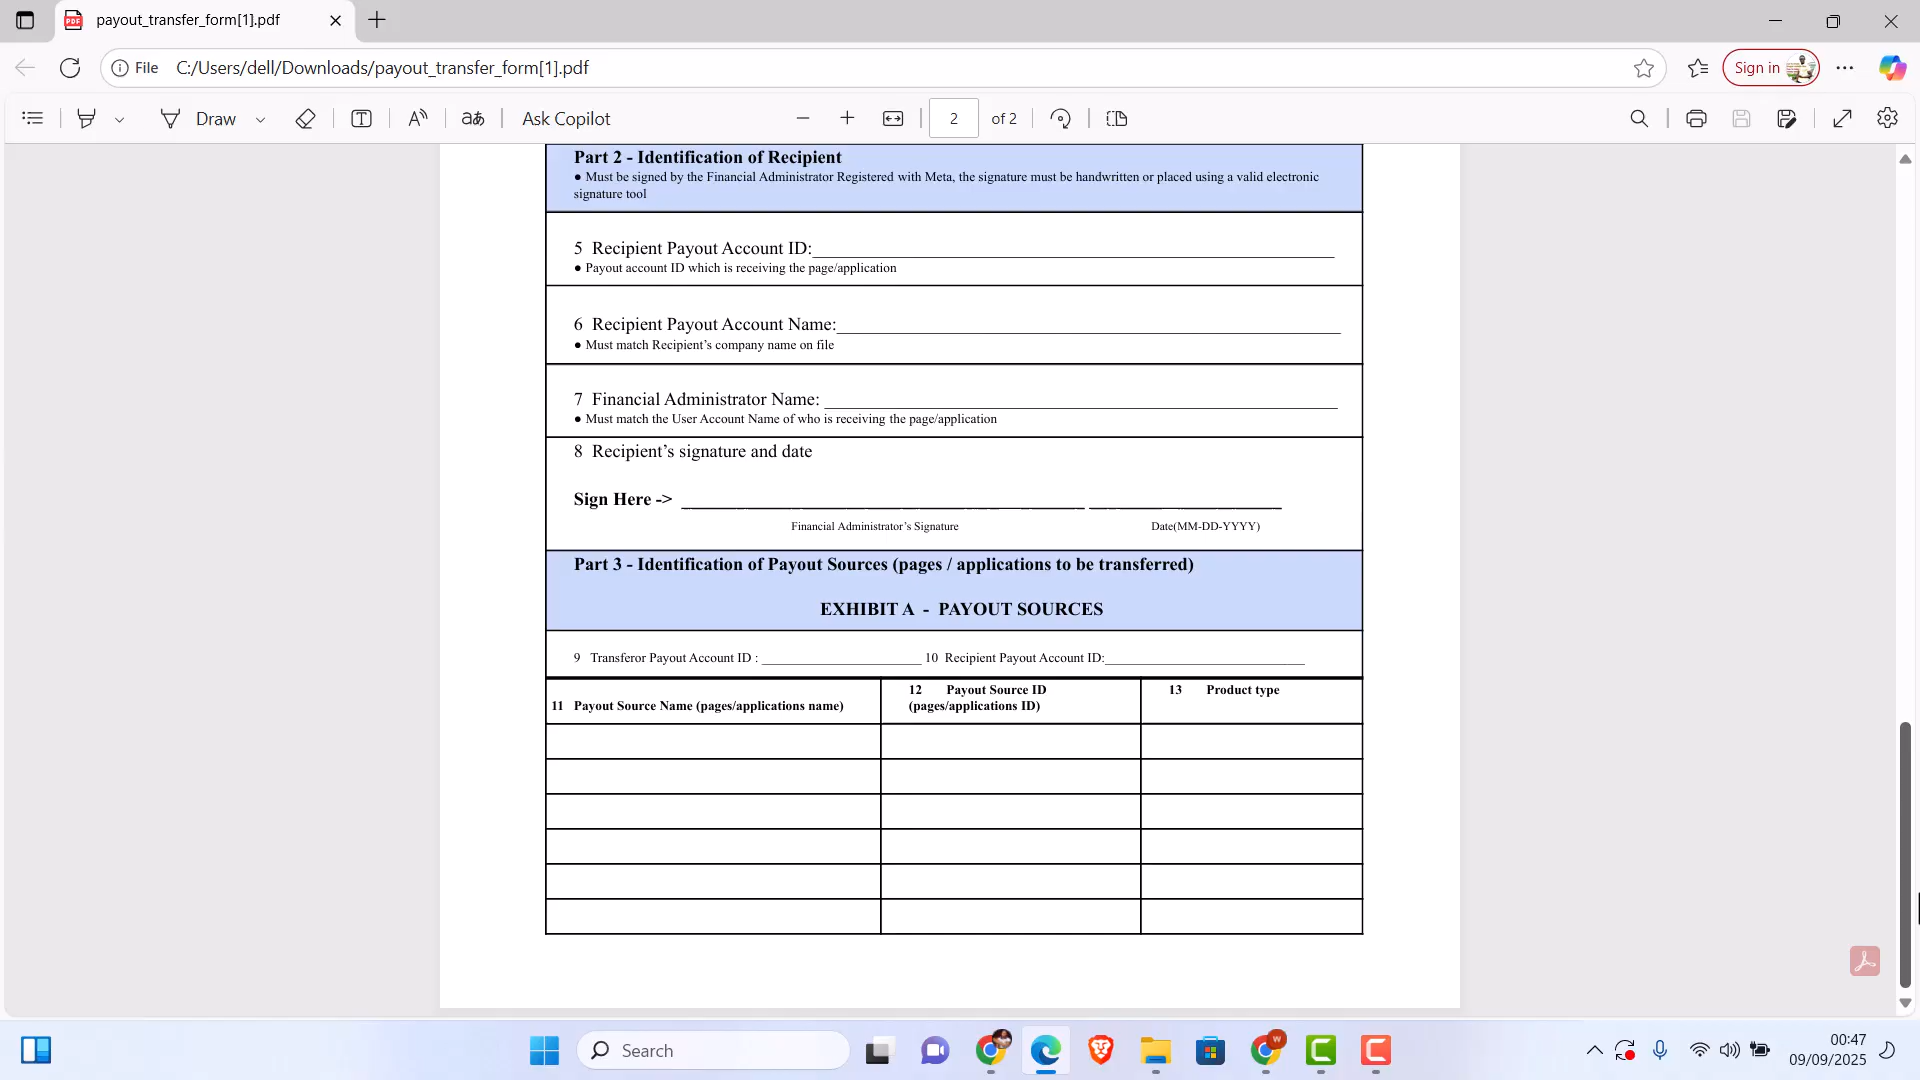 payout_transfer_form[1].pdf
File C:/Users/dell/Downloads/payout_transfer_form[1].pdf
Sign in
Draw
aあ
Ask Copilot
2 of 2
Part 2 - Identification of Recipient
● Must be signed by the Financial Administrator Registered with Meta, the signature must be handwritten or placed using a valid electronic
signature tool
5 Recipient Payout Account ID:
● Payout account ID which is receiving the page/application
6 Recipient Payout Account Name:
● Must match Recipient’s company name on file
7 Financial Administrator Name:
● Must match the User Account Name of who is receiving the page/application
8 Recipient’s signature and date
Sign Here ->
Financial Administrator’s Signature Date(MM-DD-YYYY)
Part 3 - Identification of Payout Sources (pages / applications to be transferred)
EXHIBIT A - PAYOUT SOURCES
9 Transferor Payout Account ID : 10 Recipient Payout Account ID:
11 Payout Source Name (pages/applications name)
12 Payout Source ID
(pages/applications ID)
13 Product type
Search
00:47
09/09/2025